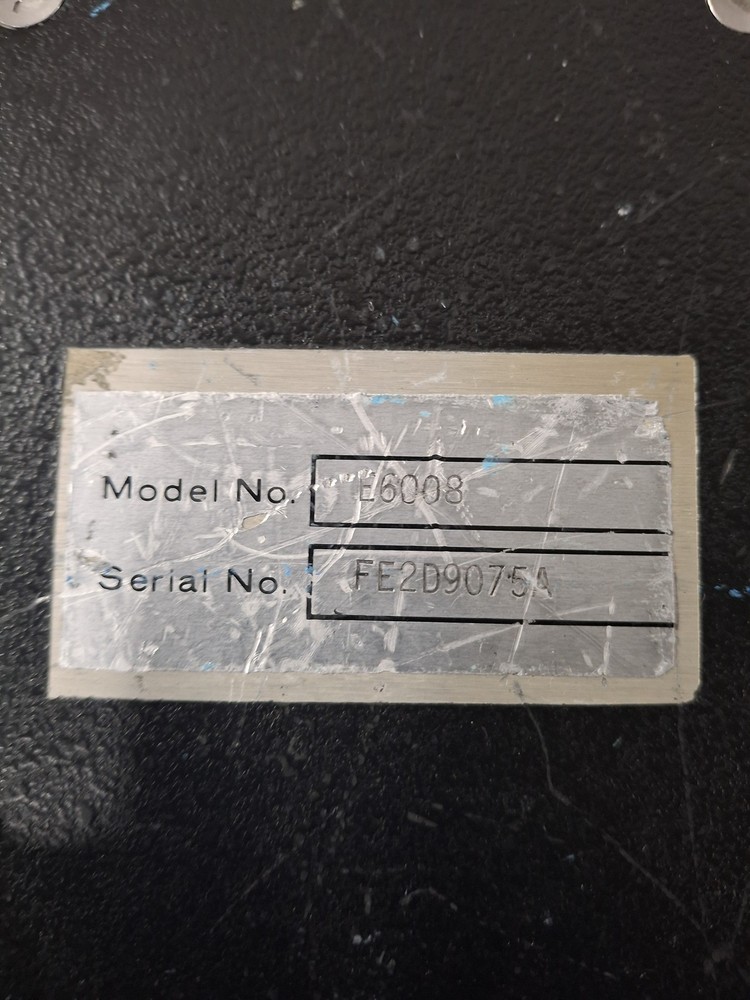 Model No. E6008
Serial No. FE2D9075A